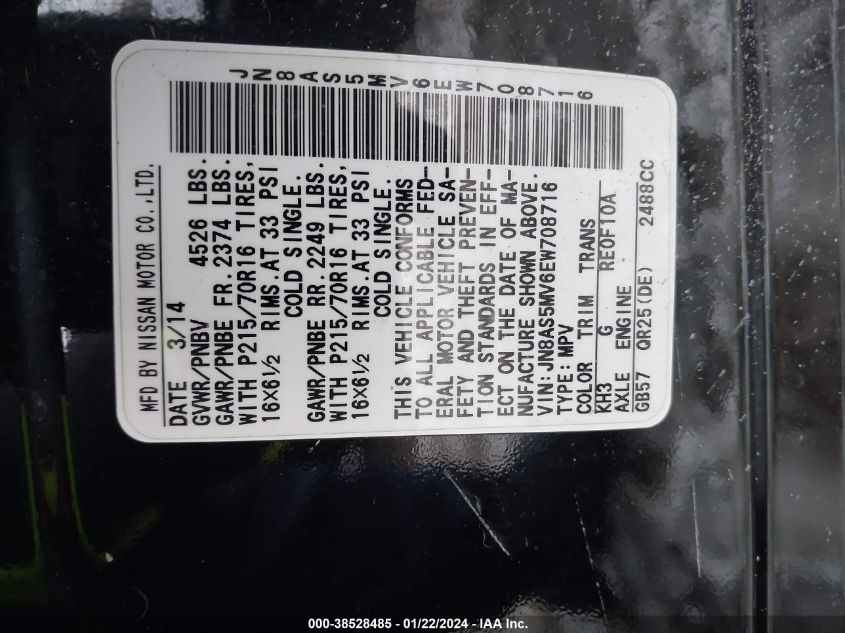 JN8AS5MV6EW708716
MFD BY NISSAN MOTOR CO.,LTD.
DATE 3/14
GVWR/PNBV 4526 LBS.
GAWR/PNBE FR. 2374 LBS.
WITH P215/70R16 TIRES,
16X6½ RIMS AT 33 PSI
COLD SINGLE.
GAWR/PNBE RR. 2249 LBS.
WITH P215/70R16 TIRES,
16X6½ RIMS AT 33 PSI
COLD SINGLE.
THIS VEHICLE CONFORMS
TO ALL APPLICABLE FED-
ERAL MOTOR VEHICLE SA-
FETY AND THEFT PREVEN-
TION STANDARDS IN EFF-
ECT ON THE DATE OF MA-
NUFACTURE SHOWN ABOVE.
VIN: JN8AS5MV6EW708716
TYPE: MPV
COLOR TRIM TRANS
KH3 G RE0F10A
AXLE ENGINE
GB57 QR25(DE) 2488CC
000-38528485 - 01/22/2024 - IAA Inc.